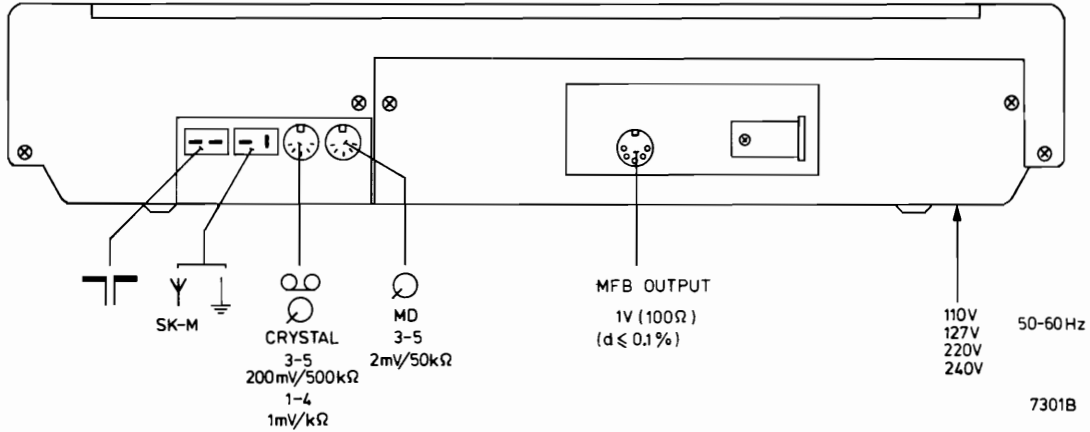 SK-M
CRYSTAL
3-5
200mV/500kΩ
1-4
1mV/kΩ
MD
3-5
2mV/50kΩ
MFB OUTPUT
1V (100Ω)
(d ≤ 0.1%)
110V
127V
220V
240V
50-60Hz
7301B